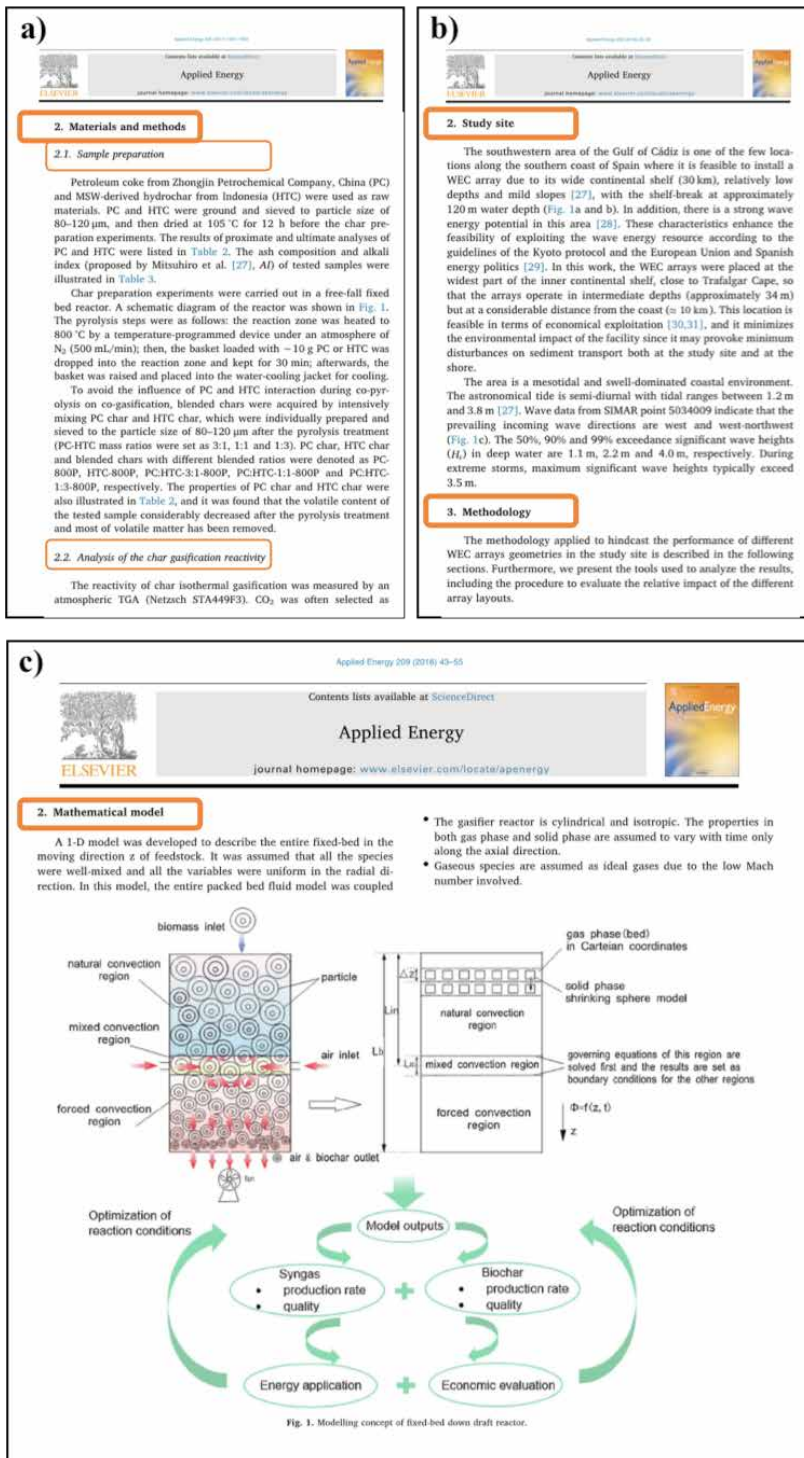 a)
Contents lists available at ScienceDirect
Applied Energy
journal homepage: www.elsevier.com/locate/apenergy
ELSEVIER
2. Materials and methods
2.1. Sample preparation
Petroleum coke from Zhongjin Petrochemical Company, China (PC)
and MSW-derived hydrochar from Indonesia (HTC) were used as raw
materials. PC and HTC were ground and sieved to particle size of
80–120 μm, and then dried at 105 °C for 12 h before the char pre-
paration experiments. The results of proximate and ultimate analyses of
PC and HTC were listed in Table 2. The ash composition and alkali
index (proposed by Mitsuhiro et al. [27], AI) of tested samples were
illustrated in Table 3.
Char preparation experiments were carried out in a free-fall fixed
bed reactor. A schematic diagram of the reactor was shown in Fig. 1.
The pyrolysis steps were as follows: the reaction zone was heated to
800 °C by a temperature-programmed device under an atmosphere of
N₂ (500 mL/min); then, the basket loaded with ~10 g PC or HTC was
dropped into the reaction zone and kept for 30 min; afterwards, the
basket was raised and placed into the water-cooling jacket for cooling.
To avoid the influence of PC and HTC interaction during co-pyr-
olysis on co-gasification, blended chars were acquired by intensively
mixing PC char and HTC char, which were individually prepared and
sieved to the particle size of 80–120 μm after the pyrolysis treatment
(PC-HTC mass ratios were set as 3:1, 1:1 and 1:3). PC char, HTC char
and blended chars with different blended ratios were denoted as PC-
800P, HTC-800P, PC:HTC-3:1-800P, PC:HTC-1:1-800P and PC:HTC-
1:3-800P, respectively. The properties of PC char and HTC char were
also illustrated in Table 2, and it was found that the volatile content of
the tested sample considerably decreased after the pyrolysis treatment
and most of volatile matter has been removed.
2.2. Analysis of the char gasification reactivity
The reactivity of char isothermal gasification was measured by an
atmospheric TGA (Netzsch STA449F3). CO₂ was often selected as
b)
Contents lists available at ScienceDirect
Applied Energy
journal homepage: www.elsevier.com/locate/apenergy
ELSEVIER
2. Study site
The southwestern area of the Gulf of Cádiz is one of the few loca-
tions along the southern coast of Spain where it is feasible to install a
WEC array due to its wide continental shelf (30 km), relatively low
depths and mild slopes [27], with the shelf-break at approximately
120 m water depth (Fig. 1a and b). In addition, there is a strong wave
energy potential in this area [28]. These characteristics enhance the
feasibility of exploiting the wave energy resource according to the
guidelines of the Kyoto protocol and the European Union and Spanish
energy politics [29]. In this work, the WEC arrays were placed at the
widest part of the inner continental shelf, close to Trafalgar Cape, so
that the arrays operate in intermediate depths (approximately 34 m)
but at a considerable distance from the coast (≈ 10 km). This location is
feasible in terms of economical exploitation [30,31], and it minimizes
the environmental impact of the facility since it may provoke minimum
disturbances on sediment transport both at the study site and at the
shore.
The area is a mesotidal and swell-dominated coastal environment.
The astronomical tide is semi-diurnal with tidal ranges between 1.2 m
and 3.8 m [27]. Wave data from SIMAR point 5034009 indicate that the
prevailing incoming wave directions are west and west-northwest
(Fig. 1c). The 50%, 90% and 99% exceedance significant wave heights
(Hₛ) in deep water are 1.1 m, 2.2 m and 4.0 m, respectively. During
extreme storms, maximum significant wave heights typically exceed
3.5 m.
3. Methodology
The methodology applied to hindcast the performance of different
WEC arrays geometries in the study site is described in the following
sections. Furthermore, we present the tools used to analyze the results,
including the procedure to evaluate the relative impact of the different
array layouts.
c)
Applied Energy 209 (2018) 43–55
Contents lists available at ScienceDirect
Applied Energy
journal homepage: www.elsevier.com/locate/apenergy
ELSEVIER
AppliedEnergy
2. Mathematical model
A 1-D model was developed to describe the entire fixed-bed in the
moving direction z of feedstock. It was assumed that all the species
were well-mixed and all the variables were uniform in the radial di-
rection. In this model, the entire packed bed fluid model was coupled
• The gasifier reactor is cylindrical and isotropic. The properties in
both gas phase and solid phase are assumed to vary with time only
along the axial direction.
• Gaseous species are assumed as ideal gases due to the low Mach
number involved.
biomass inlet
natural convection
region
particle
mixed convection
region
air inlet
forced convection
region
air & biochar outlet
fan
gas phase(bed)
in Carteian coordinates
Δz
solid phase
shrinking sphere model
Lin
natural convection
region
Lb
mixed convection region
governing equations of this region are
solved first and the results are set as
boundary conditions for the other regions
forced convection
region
Φ=f(z, t)
z
Optimization of
reaction conditions
Model outputs
Optimization of
reaction conditions
Syngas
• production rate
• quality
+
Biochar
• production rate
• quality
Energy application
+
Economic evaluation
Fig. 1. Modelling concept of fixed-bed down draft reactor.